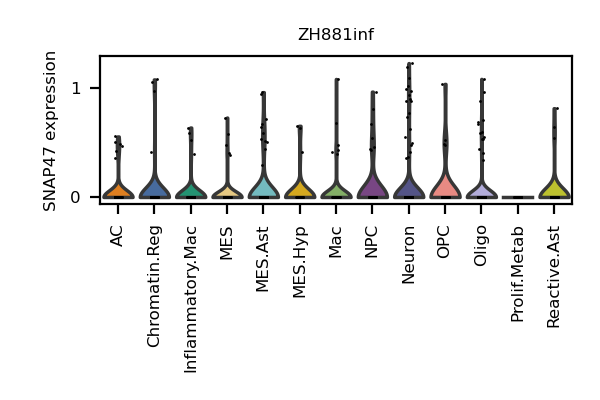 ZH881inf
SNAP47 expression
1
0
AC
Chromatin.Reg
Inflammatory.Mac
MES
MES.Ast
MES.Hyp
Mac
NPC
Neuron
OPC
Oligo
Prolif.Metab
Reactive.Ast